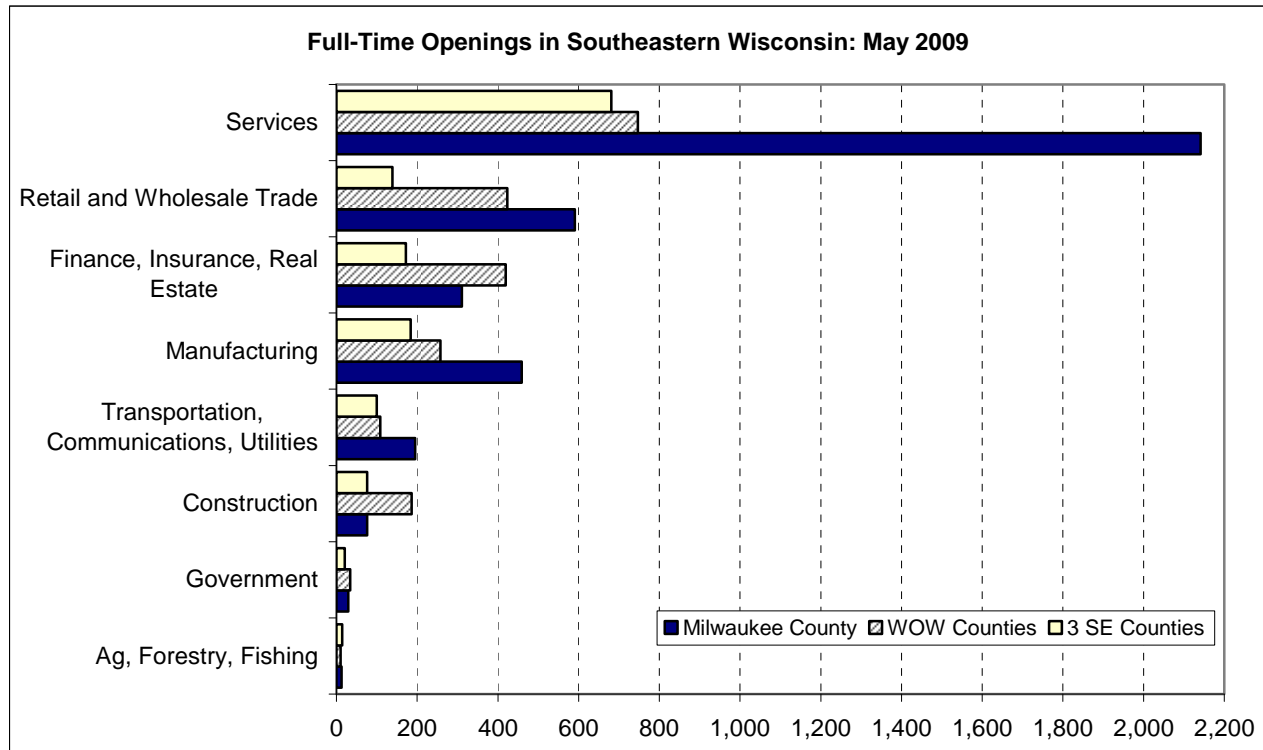 Full-Time Openings in Southeastern Wisconsin: May 2009
Services
Retail and Wholesale Trade
Finance, Insurance, Real
Estate
Manufacturing
Transportation,
Communications, Utilities
Construction
Government
Ag, Forestry, Fishing
Milwaukee County WOW Counties 3 SE Counties
0 200 400 600 800 1,000 1,200 1,400 1,600 1,800 2,000 2,200